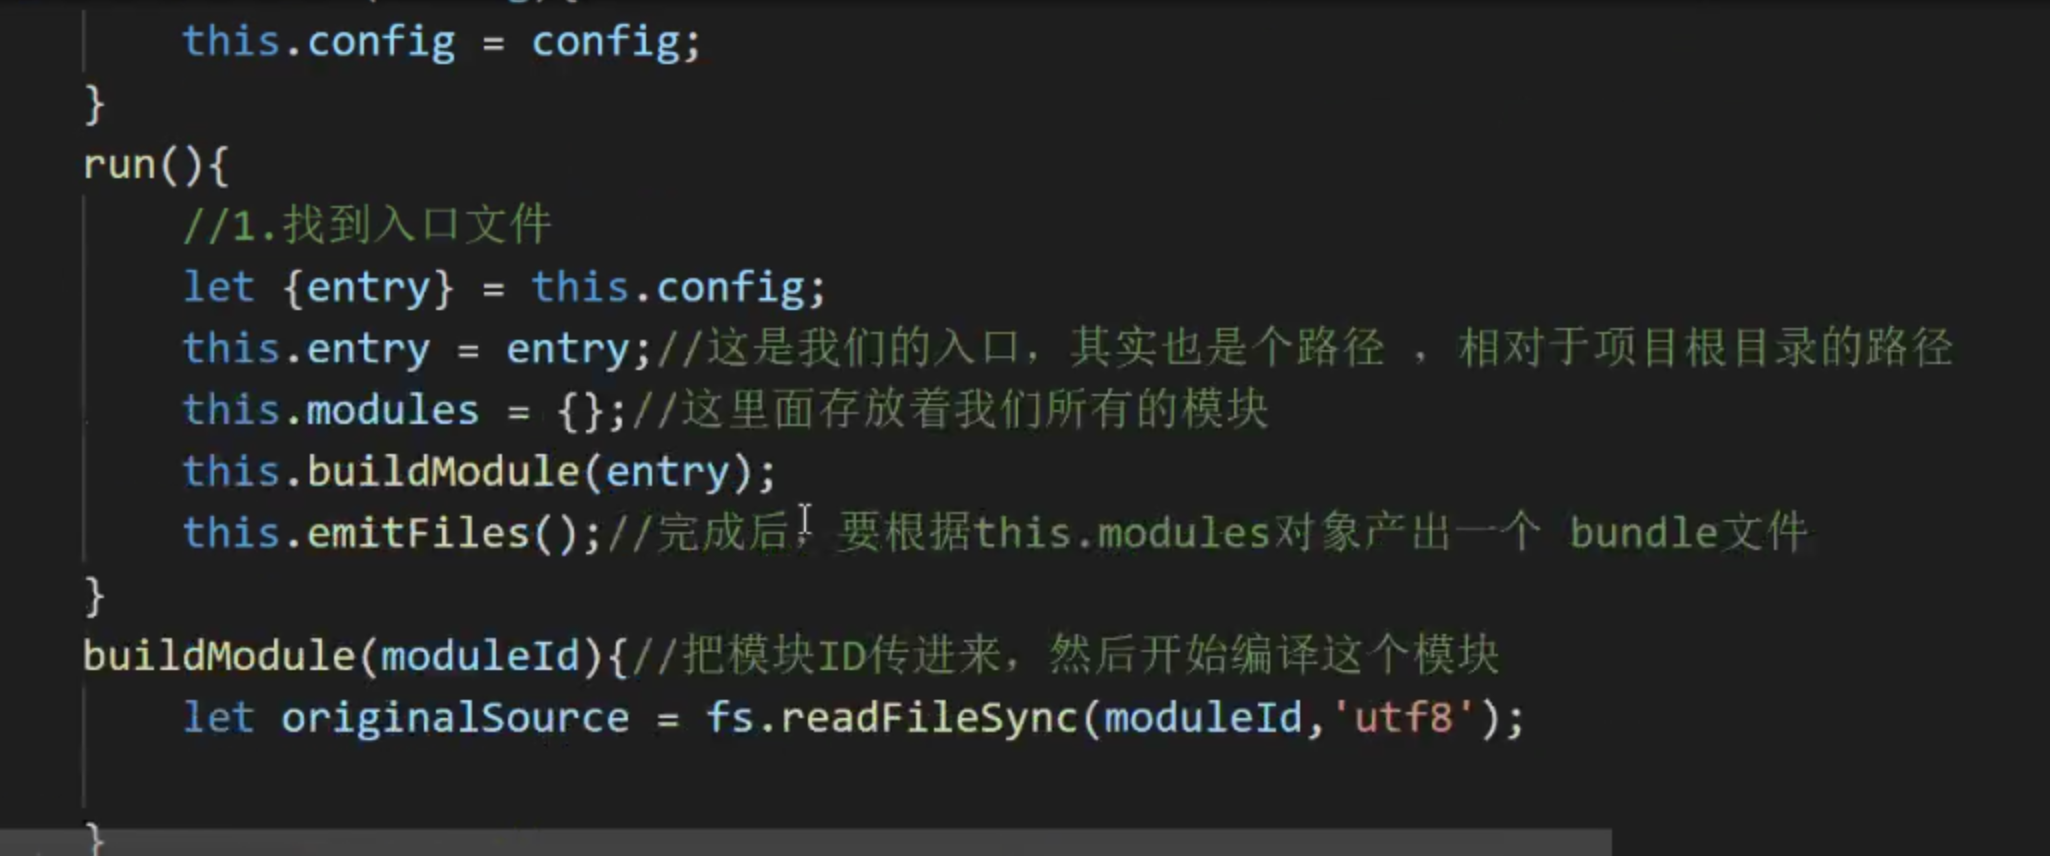 this.config = config;
}
run(){
//1.找到入口文件
let {entry} = this.config;
this.entry = entry;//这是我们的入口，其实也是个路径 ，相对于项目根目录的路径
this.modules = {};//这里面存放着我们所有的模块
this.buildModule(entry);
this.emitFiles();//完成后，要根据this.modules对象产出一个 bundle文件
}
buildModule(moduleId){//把模块ID传进来，然后开始编译这个模块
let originalSource = fs.readFileSync(moduleId,'utf8');
}